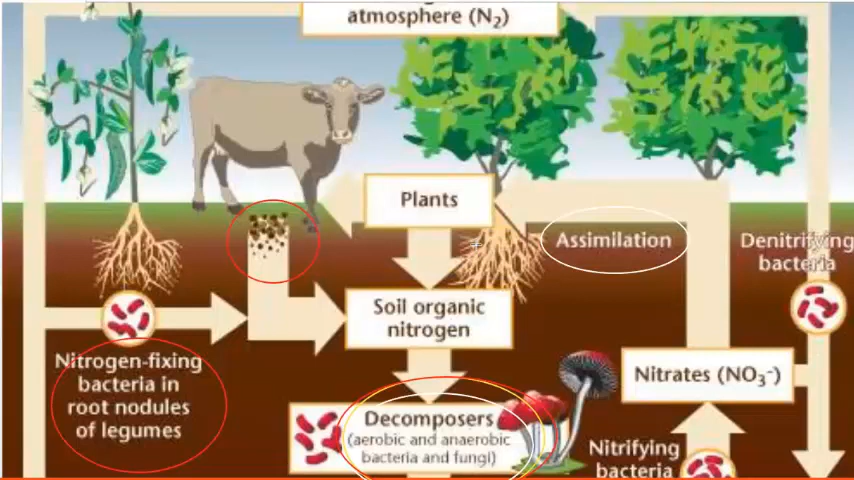 atmosphere (N₂)
Plants
Assimilation
Denitrifying
bacteria
Soil organic
nitrogen
Nitrogen-fixing
bacteria in
root nodules
of legumes
Nitrates (NO₃⁻)
Decomposers
(aerobic and anaerobic
bacteria and fungi)
Nitrifying
bacteria